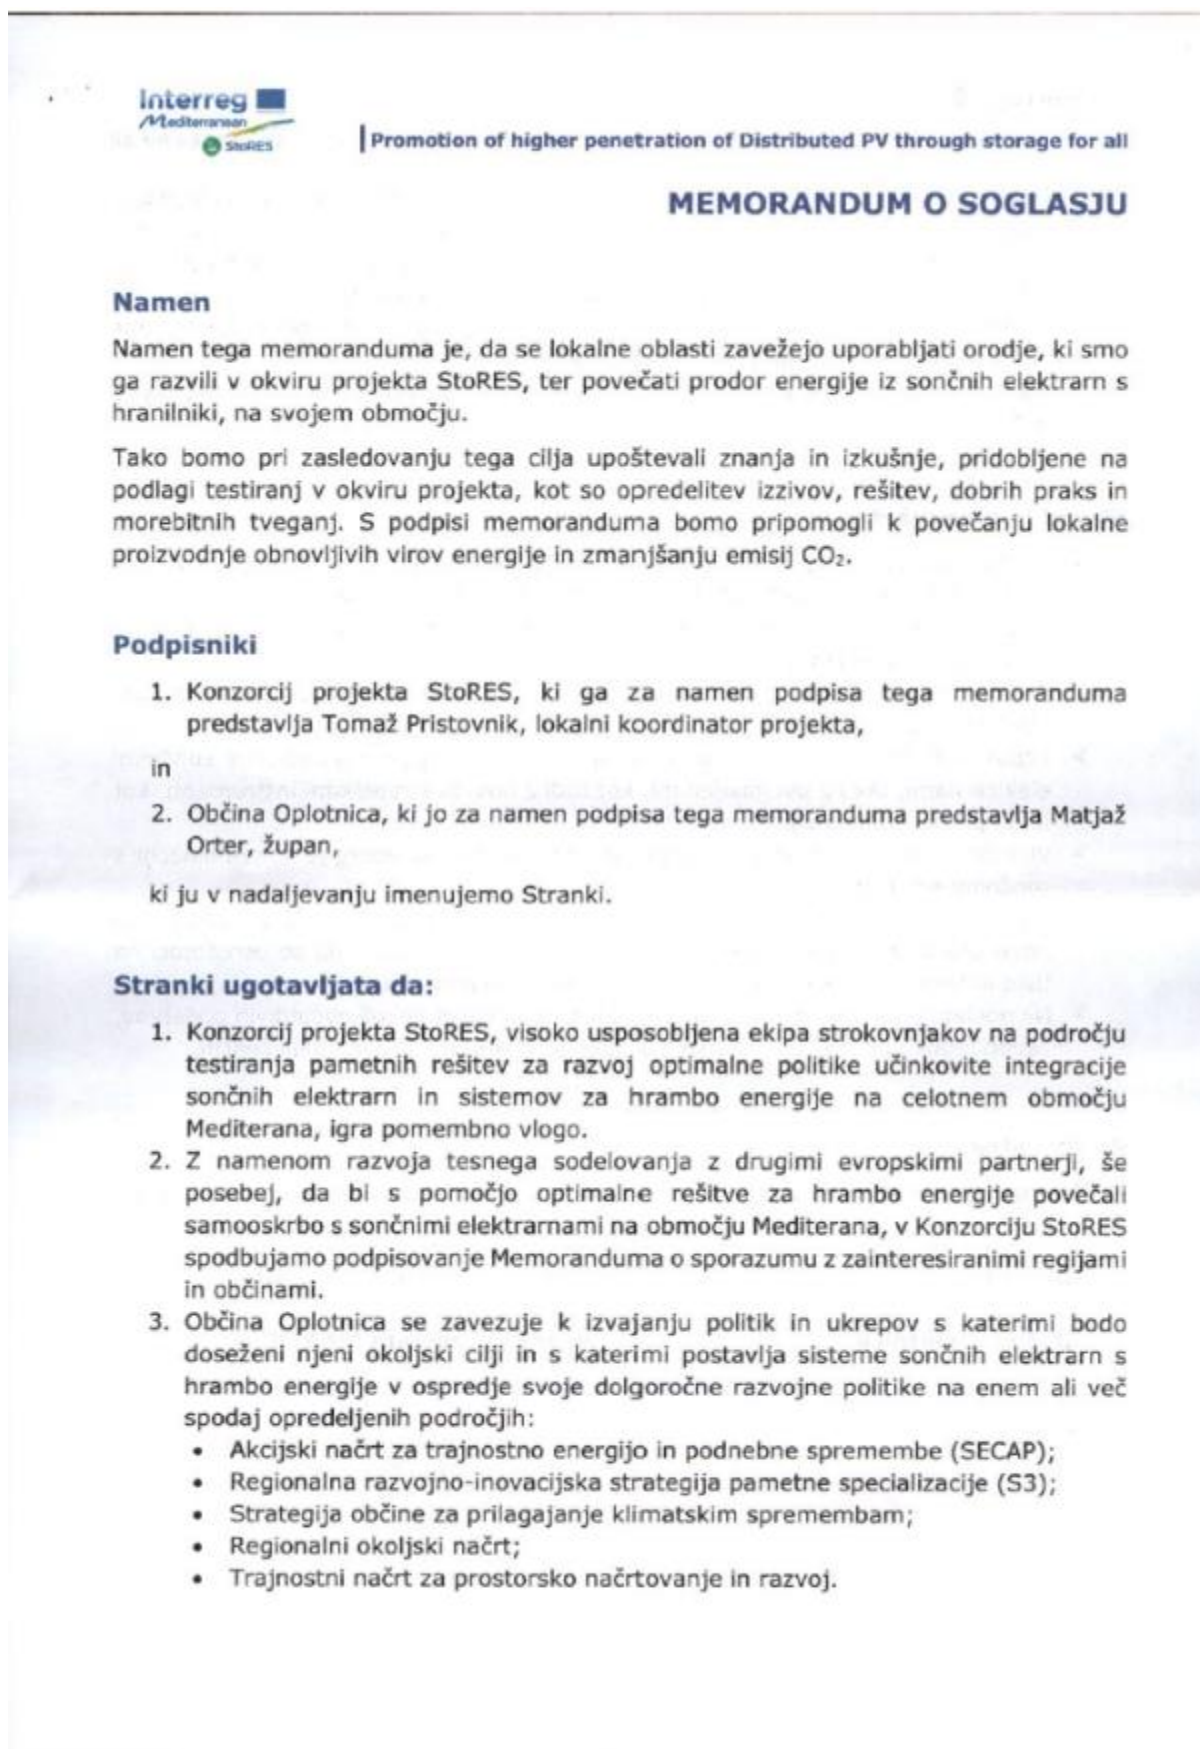 Interreg
Mediterranean
StoRES
Promotion of higher penetration of Distributed PV through storage for all
MEMORANDUM O SOGLASJU
Namen
Namen tega memoranduma je, da se lokalne oblasti zavežejo uporabljati orodje, ki smo
ga razvili v okviru projekta StoRES, ter povečati prodor energije iz sončnih elektrarn s
hranilniki, na svojem območju.
Tako bomo pri zasledovanju tega cilja upoštevali znanja in izkušnje, pridobljene na
podlagi testiranj v okviru projekta, kot so opredelitev izzivov, rešitev, dobrih praks in
morebitnih tveganj. S podpisi memoranduma bomo pripomogli k povečanju lokalne
proizvodnje obnovljivih virov energije in zmanjšanju emisij CO₂.
Podpisniki
1. Konzorcij projekta StoRES, ki ga za namen podpisa tega memoranduma
predstavlja Tomaž Pristovnik, lokalni koordinator projekta,
in
2. Občina Oplotnica, ki jo za namen podpisa tega memoranduma predstavlja Matjaž
Orter, župan,
ki ju v nadaljevanju imenujemo Stranki.
Stranki ugotavljata da:
1. Konzorcij projekta StoRES, visoko usposobljena ekipa strokovnjakov na področju
testiranja pametnih rešitev za razvoj optimalne politike učinkovite integracije
sončnih elektrarn in sistemov za hrambo energije na celotnem območju
Mediterana, igra pomembno vlogo.
2. Z namenom razvoja tesnega sodelovanja z drugimi evropskimi partnerji, še
posebej, da bi s pomočjo optimalne rešitve za hrambo energije povečali
samooskrbo s sončnimi elektrarnami na območju Mediterana, v Konzorciju StoRES
spodbujamo podpisovanje Memoranduma o sporazumu z zainteresiranimi regijami
in občinami.
3. Občina Oplotnica se zavezuje k izvajanju politik in ukrepov s katerimi bodo
doseženi njeni okoljski cilji in s katerimi postavlja sisteme sončnih elektrarn s
hrambo energije v ospredje svoje dolgoročne razvojne politike na enem ali več
spodaj opredeljenih področjih:
• Akcijski načrt za trajnostno energijo in podnebne spremembe (SECAP);
• Regionalna razvojno-inovacijska strategija pametne specializacije (S3);
• Strategija občine za prilagajanje klimatskim spremembam;
• Regionalni okoljski načrt;
• Trajnostni načrt za prostorsko načrtovanje in razvoj.